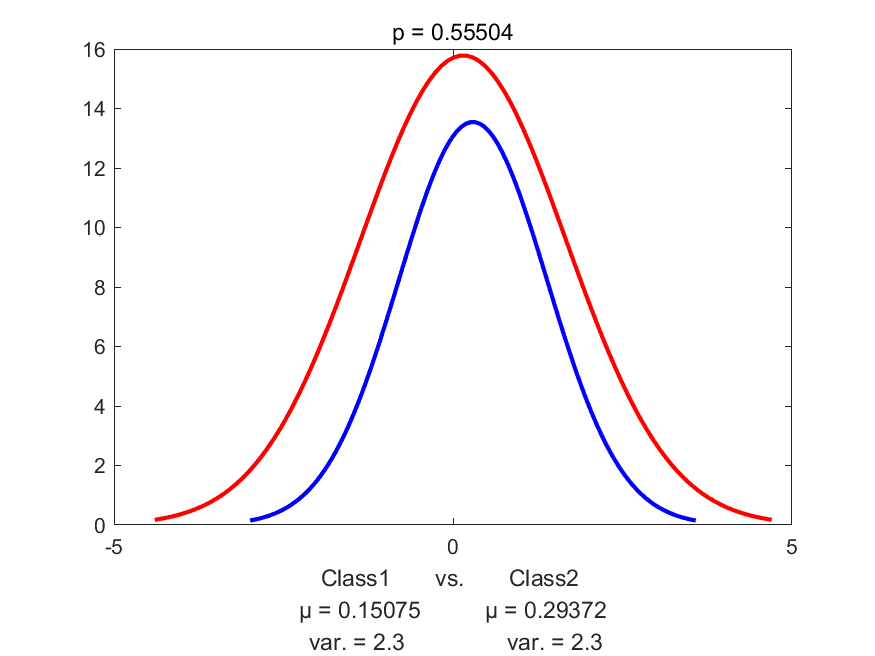 p = 0.55504
16
14
12
10
8
6
4
2
0
-5 0 5
Class1 vs. Class2
μ = 0.15075 μ = 0.29372
var. = 2.3 var. = 2.3